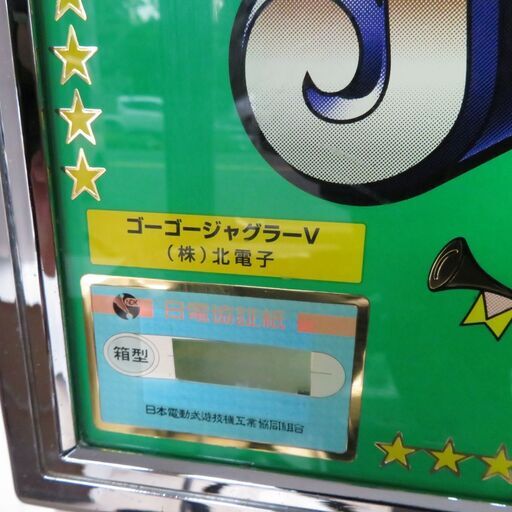 J
ゴーゴージャグラーV
(株)北電子
NDK
日電協証紙
箱型
日本電動式遊技機工業協同組合